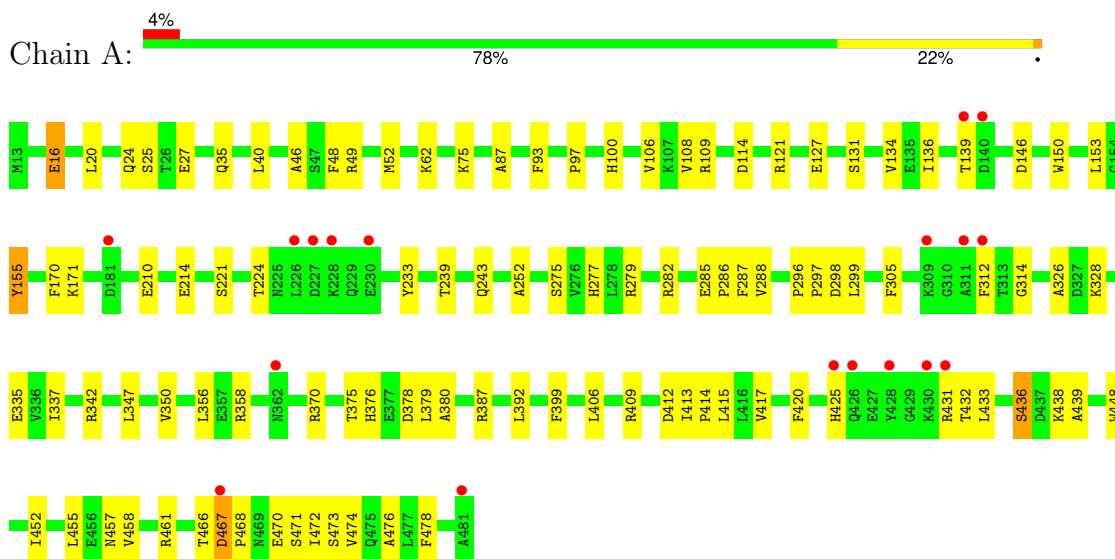 4%
Chain A:
78% 22% •
M13 E16 L20 Q24 S25 T26 E27 Q35 L40 A46 S47 F48 R49 M52 K62 K75 A87 F93 P97 H100 V106 K107 V108 R109 D114 R121 E127 S131 V134 E135 I136 T139 D140 D146 W150 L153 G154
Y155 F170 K171 D181 E210 E214 S221 T224 N225 L226 D227 K228 Q229 E230 Y233 T239 Q243 A252 S275 V276 H277 L278 R279 R282 E285 P286 F287 V288 P296 P297 D298 L299 F305 K309 G310 A311 F312 T313 G314 A326 D327 K328
E335 V336 I337 R342 L347 V350 L356 E357 R358 N362 R370 T375 H376 E377 D378 L379 A380 R387 L392 F399 L406 R409 D412 I413 P414 L415 L416 V417 F420 H425 Q426 E427 Y428 G429 K430 R431 T432 L433 S436 D437 K438 A439 W448
I452 L455 E456 N457 V458 R461 T466 D467 P468 N469 E470 S471 I472 S473 V474 Q475 A476 L477 F478 A481